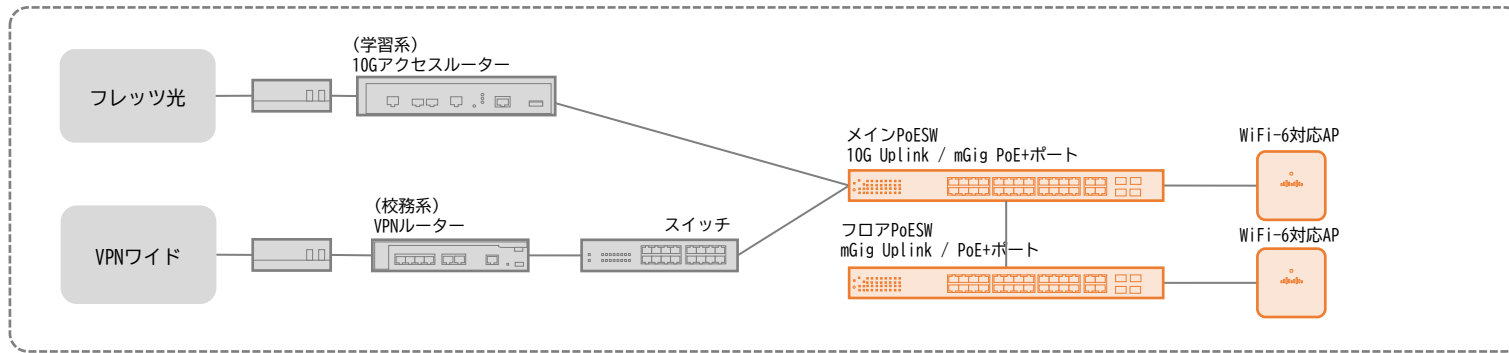 フレッツ光
(学習系)
10Gアクセスルーター
メインPoESW
10G Uplink / mGig PoE+ポート
WiFi-6対応AP
VPNワイド
(校務系)
VPNルーター
スイッチ
フロアPoESW
mGig Uplink / PoE+ポート
WiFi-6対応AP